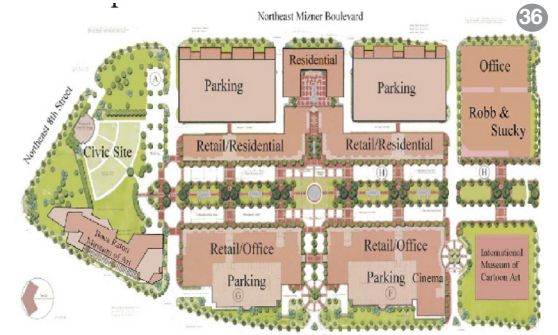 Northeast Mizner Boulevard
36
Residential
Office
Parking
Parking
A
Northeast 8th Street
Robb &
Stucky
Civic Site
Retail/Residential
Retail/Residential
H
H
Boca Raton
Museum of Art
Retail/Office
Retail/Office
International
Museum of
Cartoon Art
Parking
Parking
Cinema
G
F